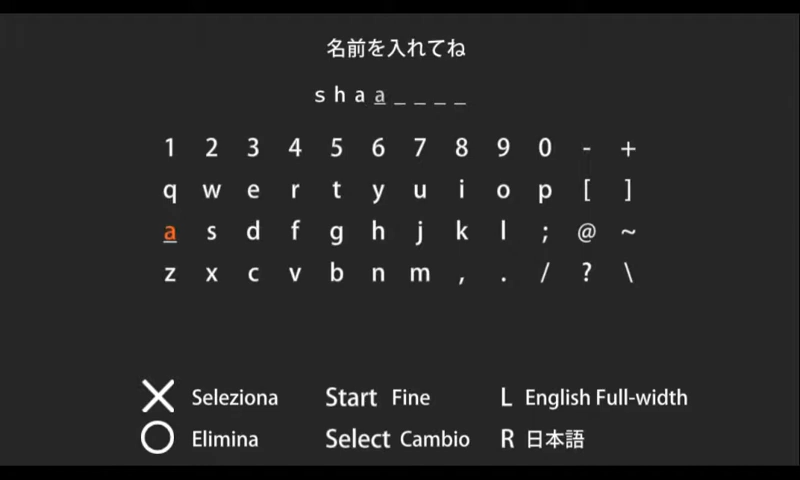 名前を入れてね
s h a a _ _ _ _
1 2 3 4 5 6 7 8 9 0 - +
q w e r t y u i o p [ ]
a s d f g h j k l ; @ ~
z x c v b n m , . / ? \
Seleziona Start Fine L English Full-width
Elimina Select Cambio R 日本語